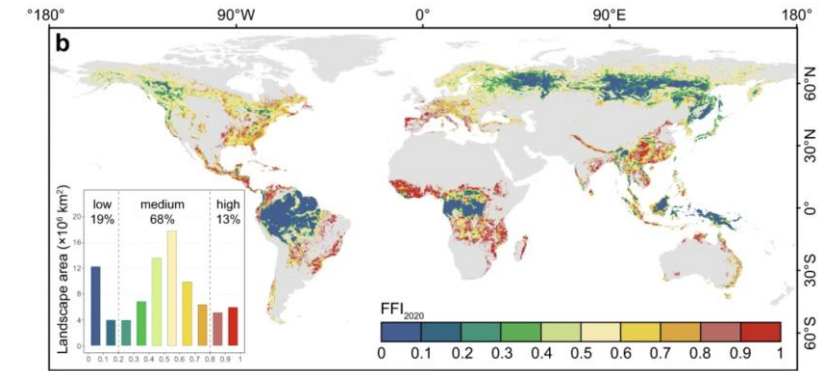 °180° 90°W 0° 90°E 180°
b
60°N
30°N
0°
30°S
60°S
low 19% medium 68% high 13%
Landscape area (×10⁶ km²)
20
16
12
8
4
0
0 0.1 0.2 0.3 0.4 0.5 0.6 0.7 0.8 0.9 1
FFI₂₀₂₀
0 0.1 0.2 0.3 0.4 0.5 0.6 0.7 0.8 0.9 1